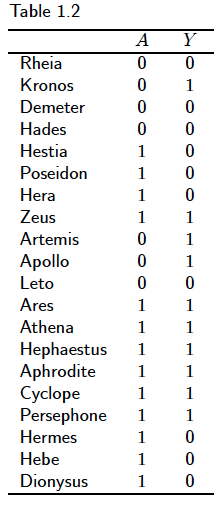 Table 1.2
A Y
Rheia 0 0
Kronos 0 1
Demeter 0 0
Hades 0 0
Hestia 1 0
Poseidon 1 0
Hera 1 0
Zeus 1 1
Artemis 0 1
Apollo 0 1
Leto 0 0
Ares 1 1
Athena 1 1
Hephaestus 1 1
Aphrodite 1 1
Cyclope 1 1
Persephone 1 1
Hermes 1 0
Hebe 1 0
Dionysus 1 0